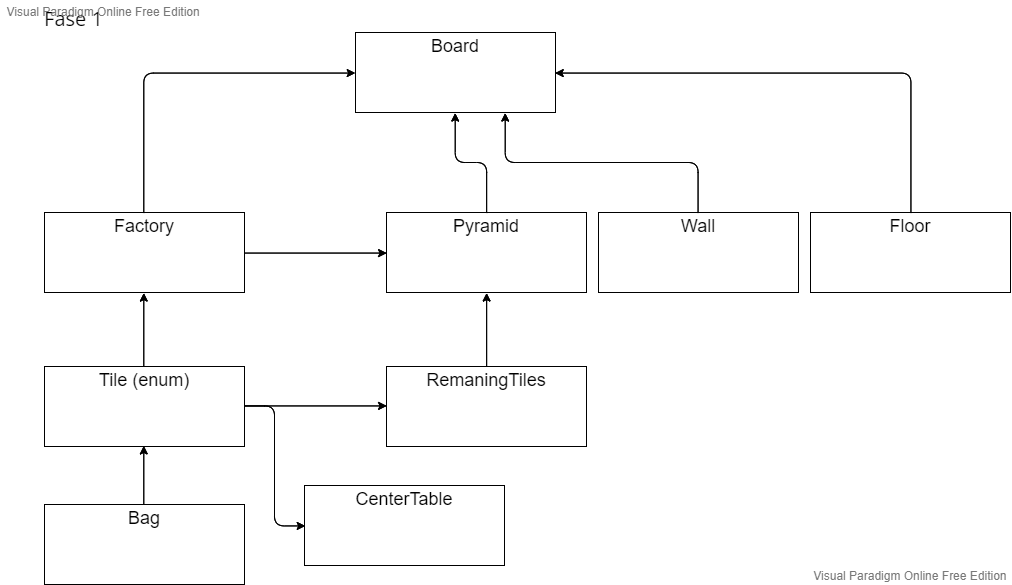 Visual Paradigm Online Free Edition
Fase 1
Board
Factory
Pyramid
Wall
Floor
Tile (enum)
RemaningTiles
CenterTable
Bag
Visual Paradigm Online Free Edition